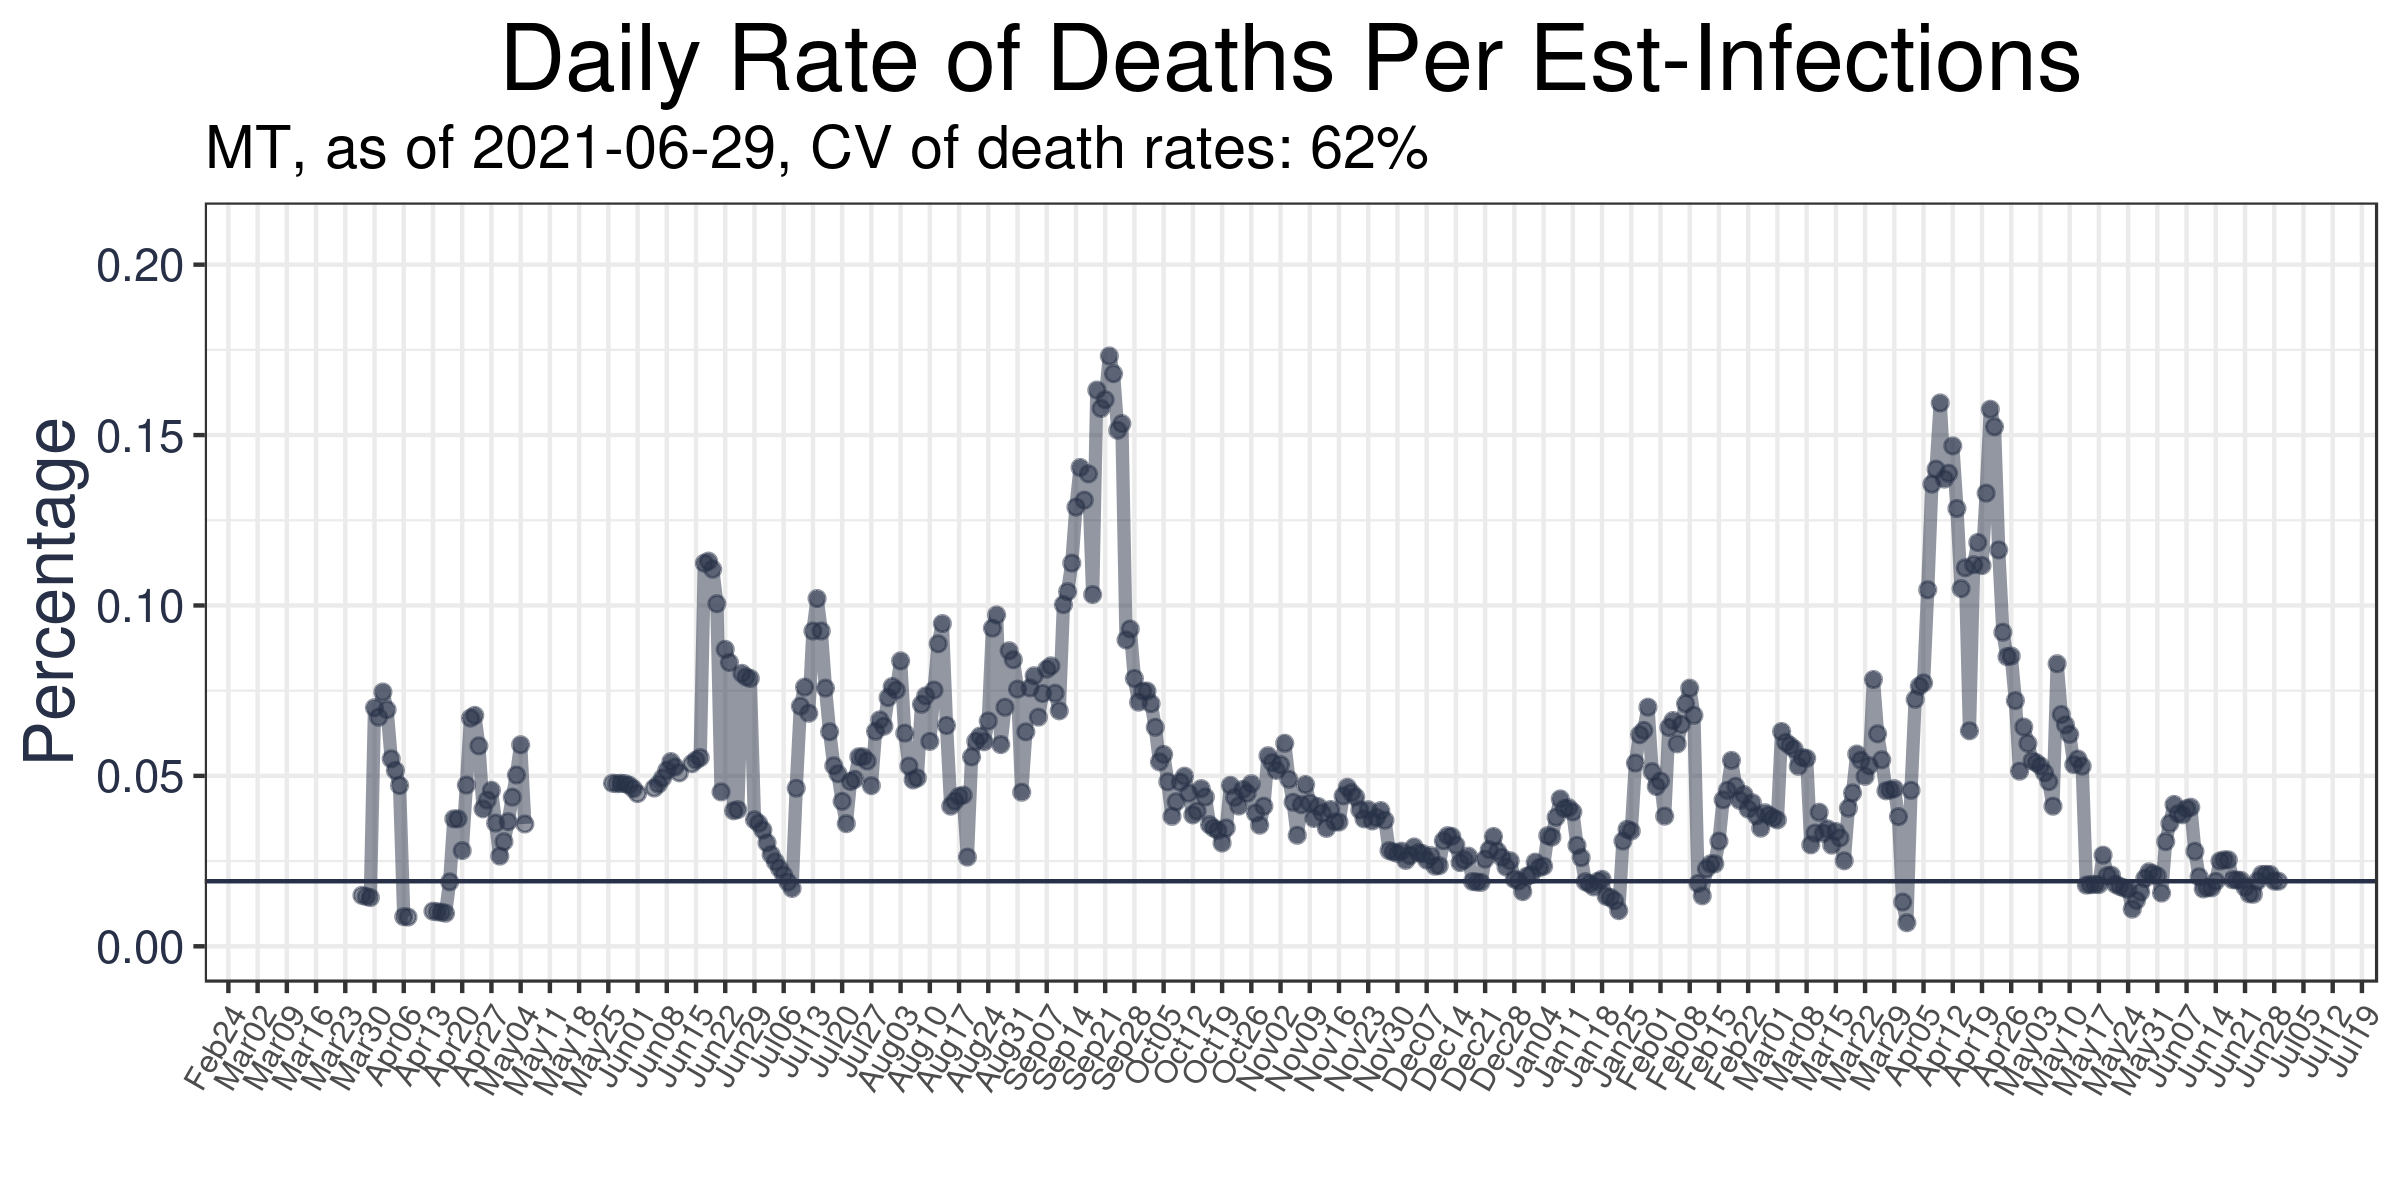 Daily Rate of Deaths Per Est-Infections
MT, as of 2021-06-29, CV of death rates: 62%
Percentage
0.20
0.15
0.10
0.05
0.00
Feb24
Mar02
Mar09
Mar16
Mar23
Mar30
Apr06
Apr13
Apr20
Apr27
May04
May11
May18
May25
Jun01
Jun08
Jun15
Jun22
Jun29
Jul06
Jul13
Jul20
Jul27
Aug03
Aug10
Aug17
Aug24
Aug31
Sep07
Sep14
Sep21
Sep28
Oct05
Oct12
Oct19
Oct26
Nov02
Nov09
Nov16
Nov23
Nov30
Dec07
Dec14
Dec21
Dec28
Jan04
Jan11
Jan18
Jan25
Feb01
Feb08
Feb15
Feb22
Mar01
Mar08
Mar15
Mar22
Mar29
Apr05
Apr12
Apr19
Apr26
May03
May10
May17
May24
May31
Jun07
Jun14
Jun21
Jun28
Jul05
Jul12
Jul19